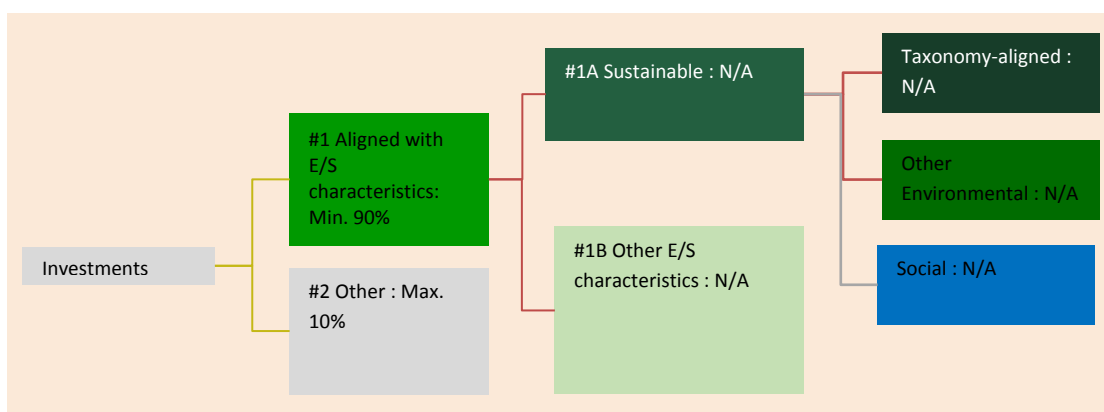 Investments
#1 Aligned with
E/S
characteristics:
Min. 90%
#2 Other : Max.
10%
#1A Sustainable : N/A
#1B Other E/S
characteristics : N/A
Taxonomy-aligned :
N/A
Other
Environmental : N/A
Social : N/A